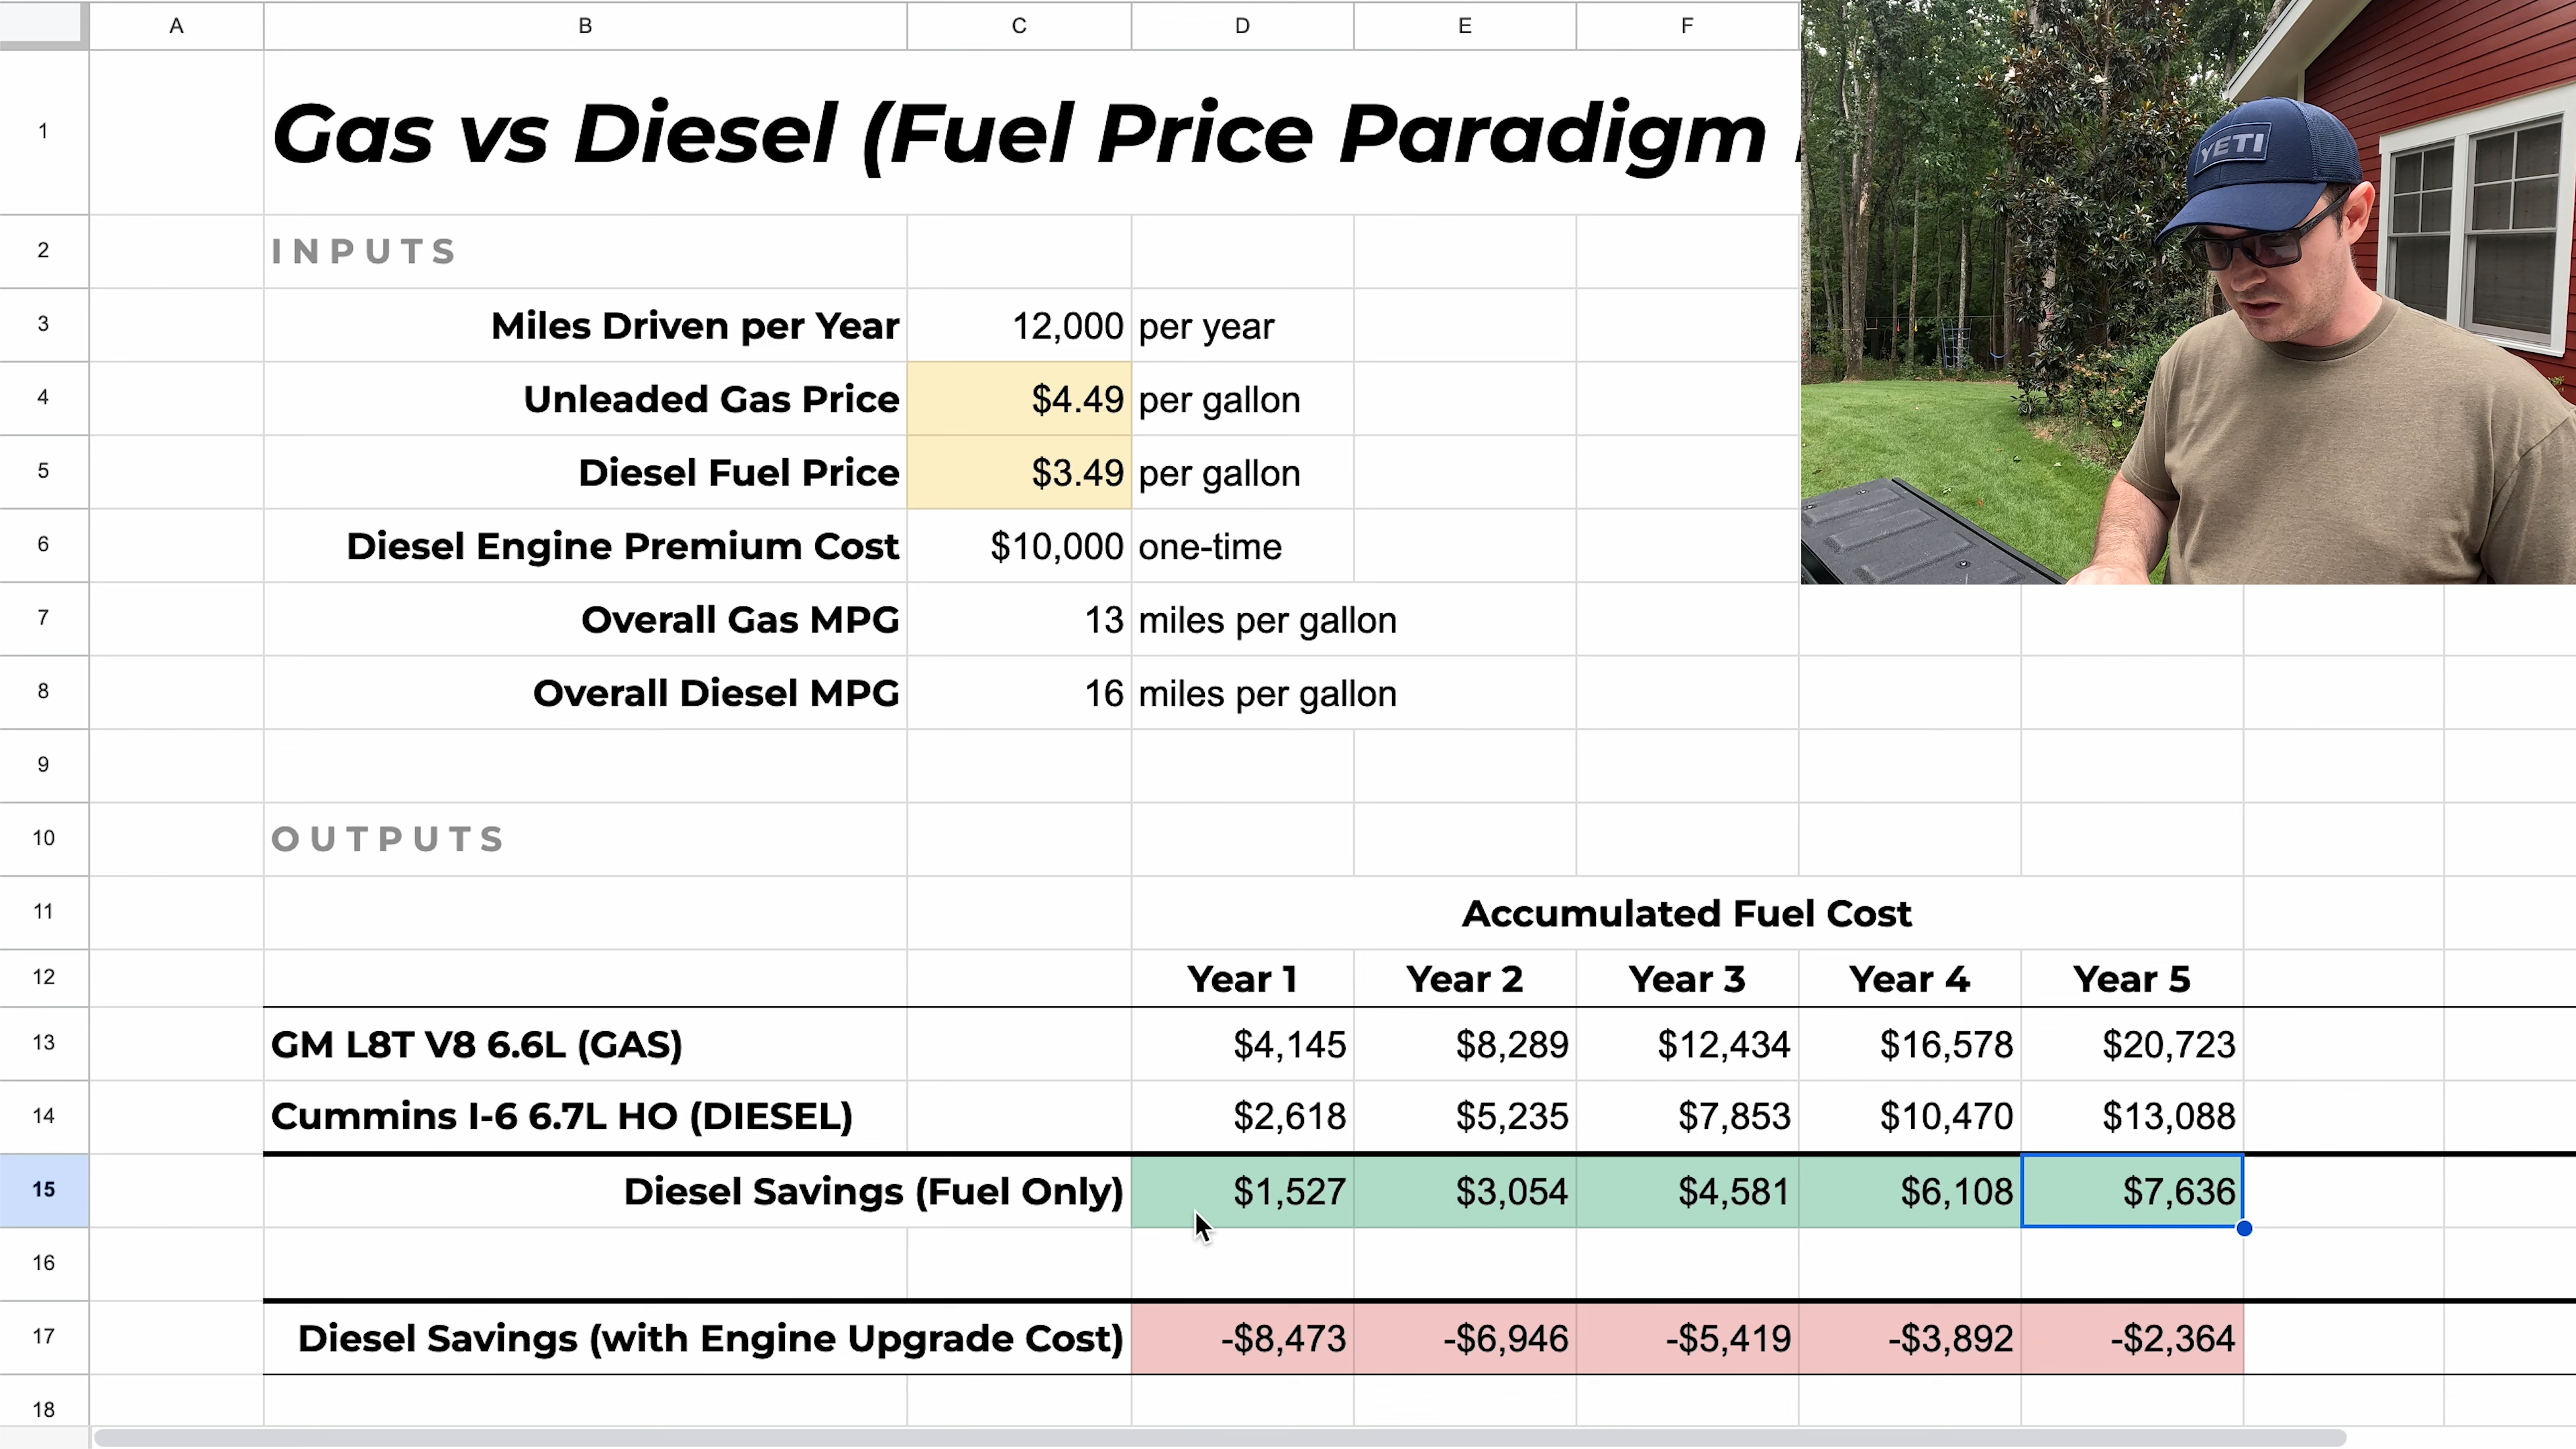 A B C D E F
1 Gas vs Diesel (Fuel Price Paradigm
YETI
2 INPUTS
3 Miles Driven per Year 12,000 per year
4 Unleaded Gas Price $4.49 per gallon
5 Diesel Fuel Price $3.49 per gallon
6 Diesel Engine Premium Cost $10,000 one-time
7 Overall Gas MPG 13 miles per gallon
8 Overall Diesel MPG 16 miles per gallon
9
10 OUTPUTS
11 Accumulated Fuel Cost
12 Year 1 Year 2 Year 3 Year 4 Year 5
13 GM L8T V8 6.6L (GAS) $4,145 $8,289 $12,434 $16,578 $20,723
14 Cummins I-6 6.7L HO (DIESEL) $2,618 $5,235 $7,853 $10,470 $13,088
15 Diesel Savings (Fuel Only) $1,527 $3,054 $4,581 $6,108 $7,636
16
17 Diesel Savings (with Engine Upgrade Cost) -$8,473 -$6,946 -$5,419 -$3,892 -$2,364
18